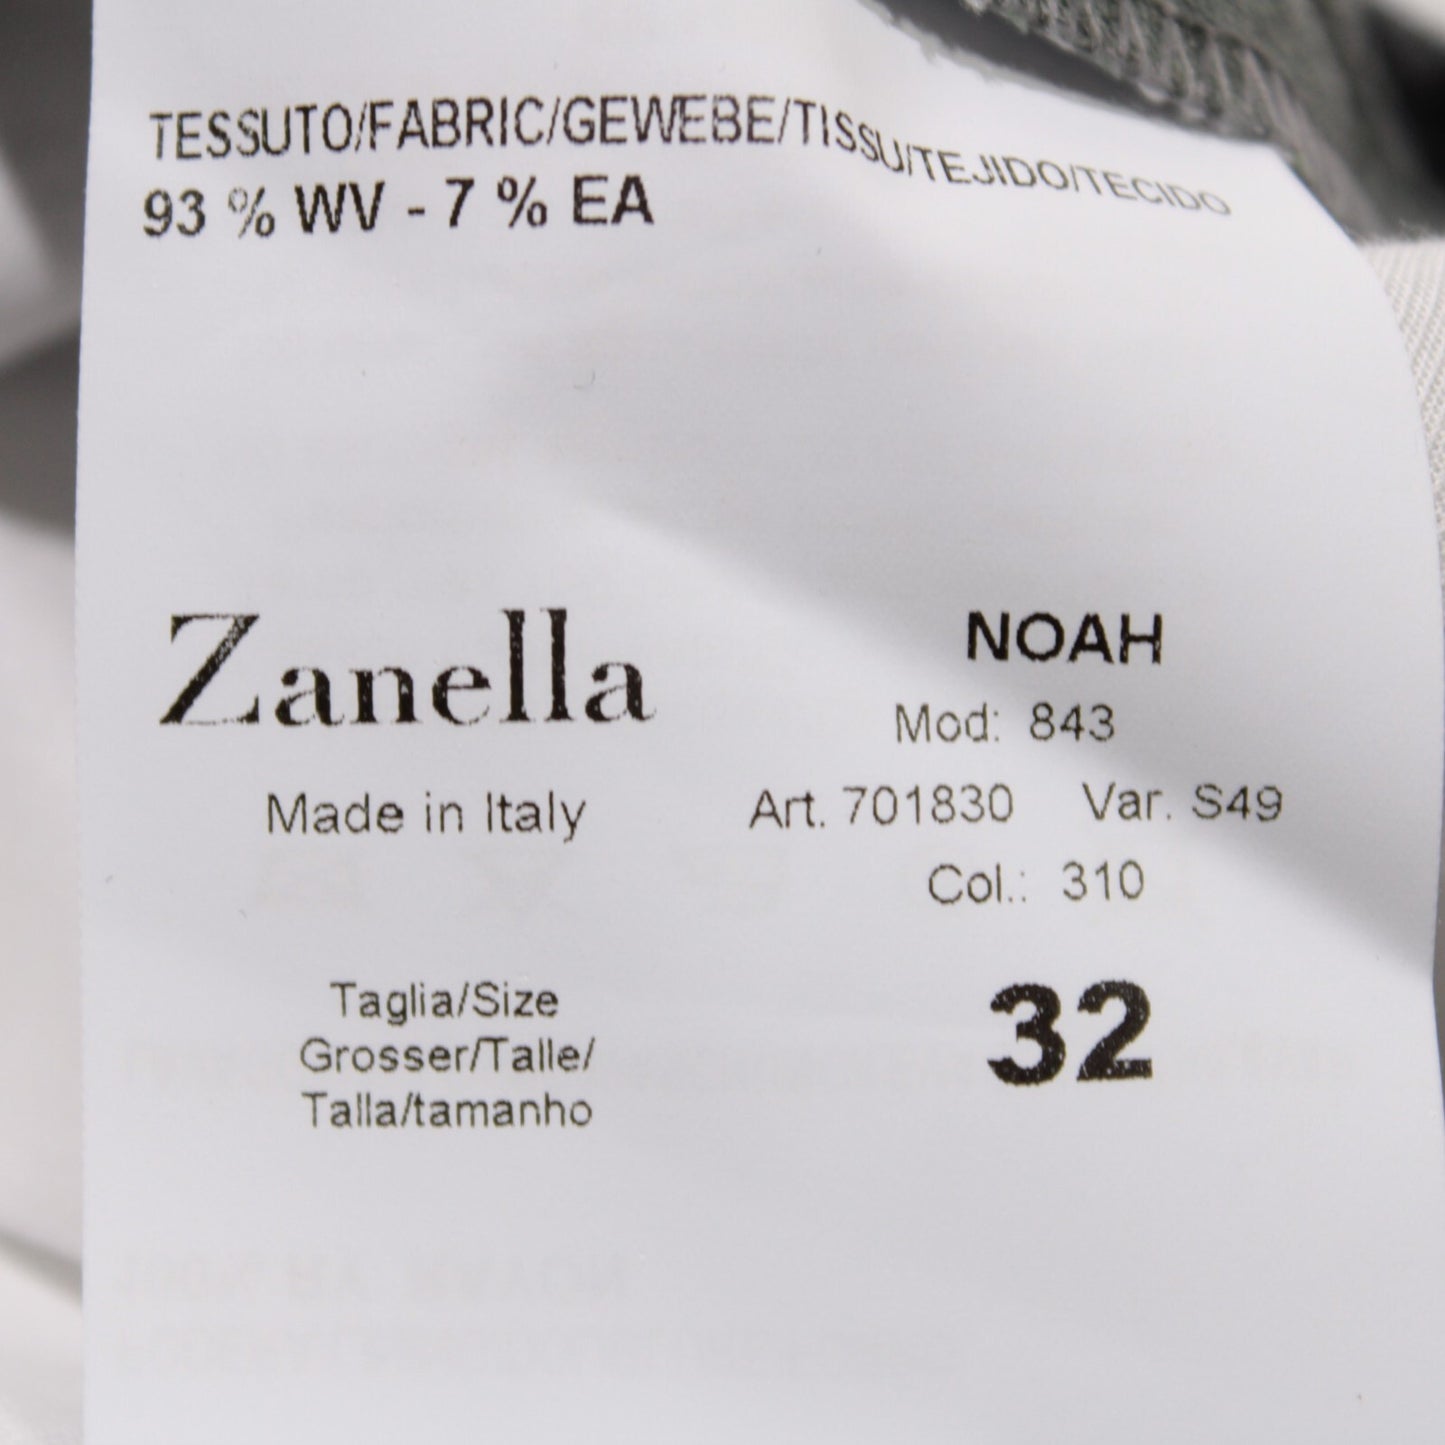 TESSUTO/FABRIC/GEWEBE/TISSU/TEJIDO/TECIDO
93 % WV - 7 % EA
Zanella
Made in Italy
NOAH
Mod: 843
Art. 701830 Var. S49
Col.: 310
Taglia/Size
Grosser/Talle/
Talla/tamanho
32